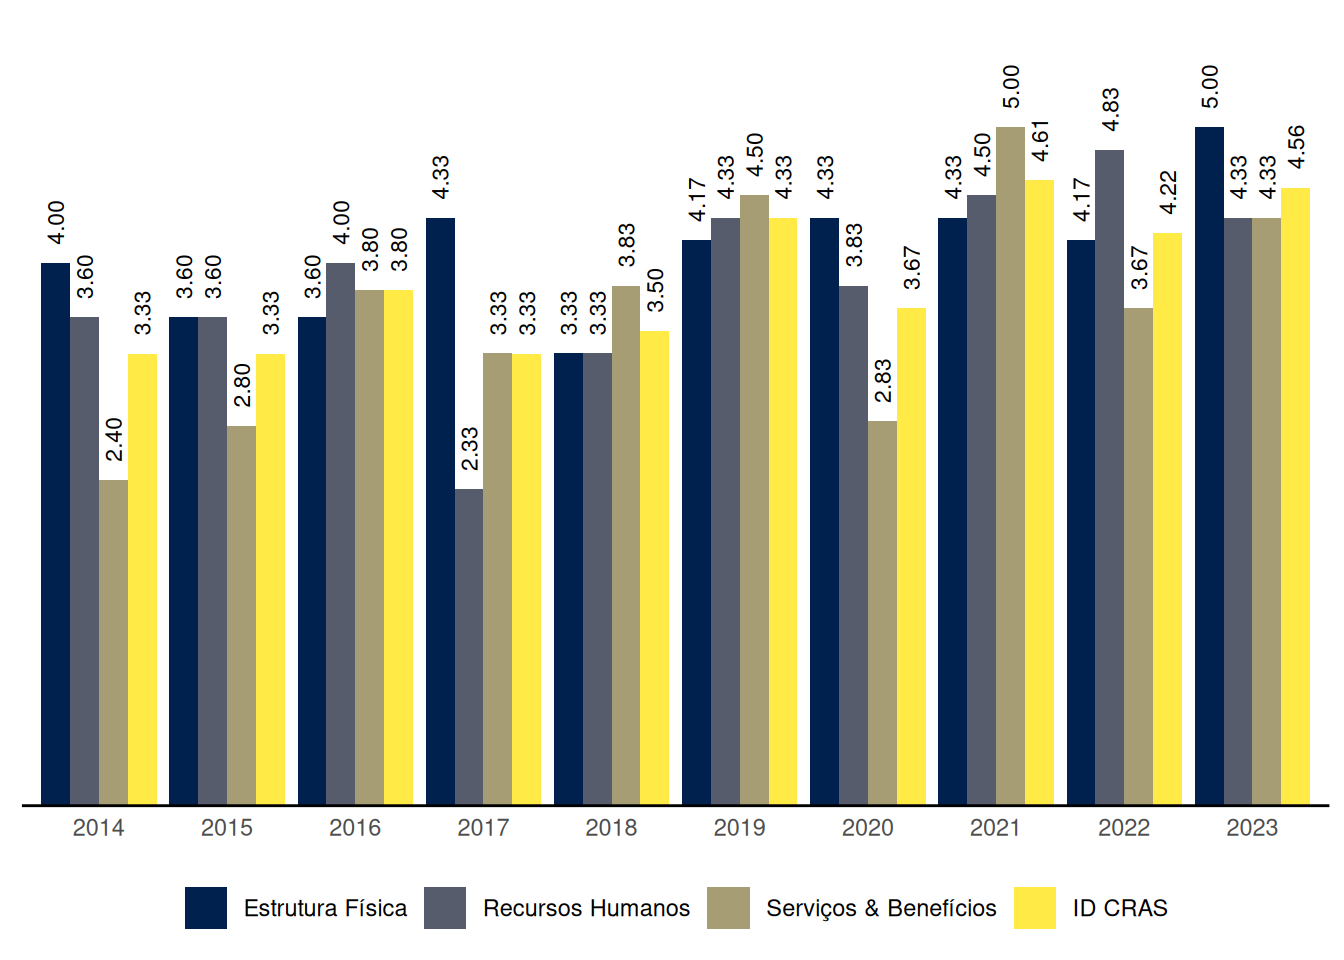 4.00 3.60 2.40 3.33 3.60 3.60 2.80 3.33 3.60 4.00 3.80 3.80 4.33 2.33 3.33 3.33 3.33 3.33 3.83 3.50 4.17 4.33 4.50 4.33 4.33 3.83 2.83 3.67 4.33 4.50 5.00 4.61 4.17 4.83 3.67 4.22 5.00 4.33 4.33 4.56
2014 2015 2016 2017 2018 2019 2020 2021 2022 2023
Estrutura Física Recursos Humanos Serviços & Benefícios ID CRAS